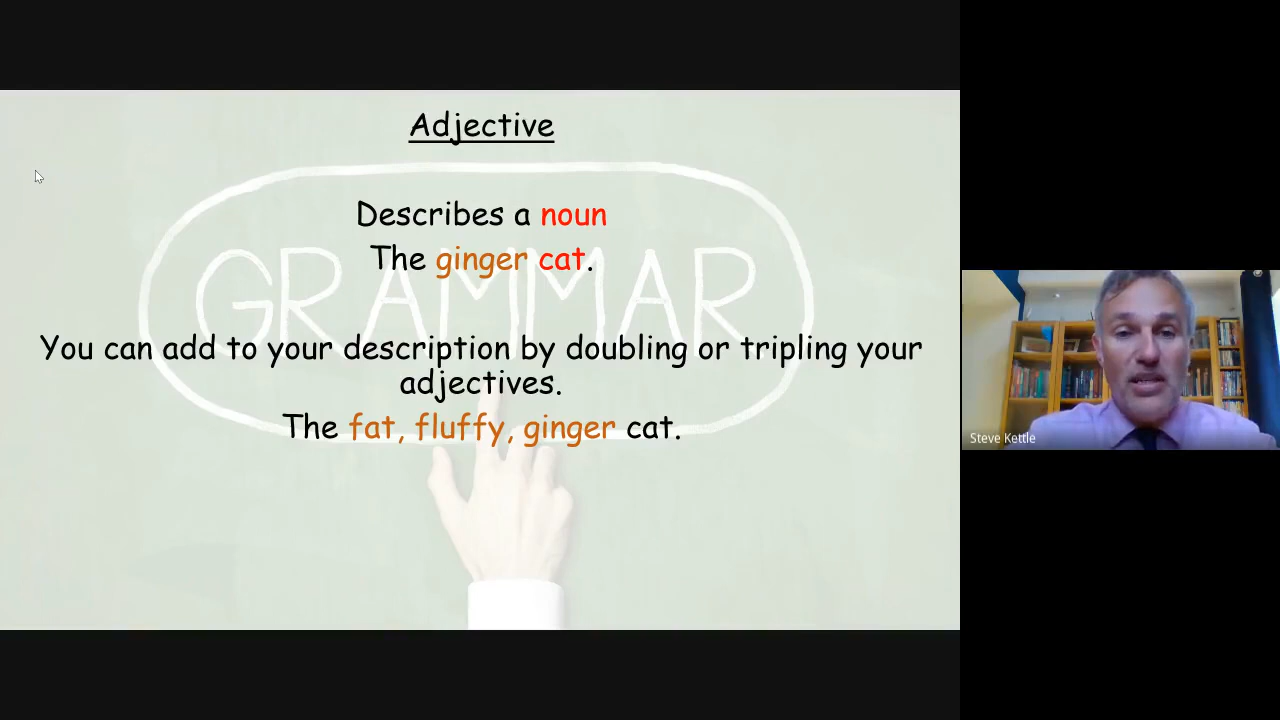 Adjective
GRAMMAR
Describes a noun
The ginger cat.
You can add to your description by doubling or tripling your
adjectives.
The fat, fluffy, ginger cat.
Steve Kettle